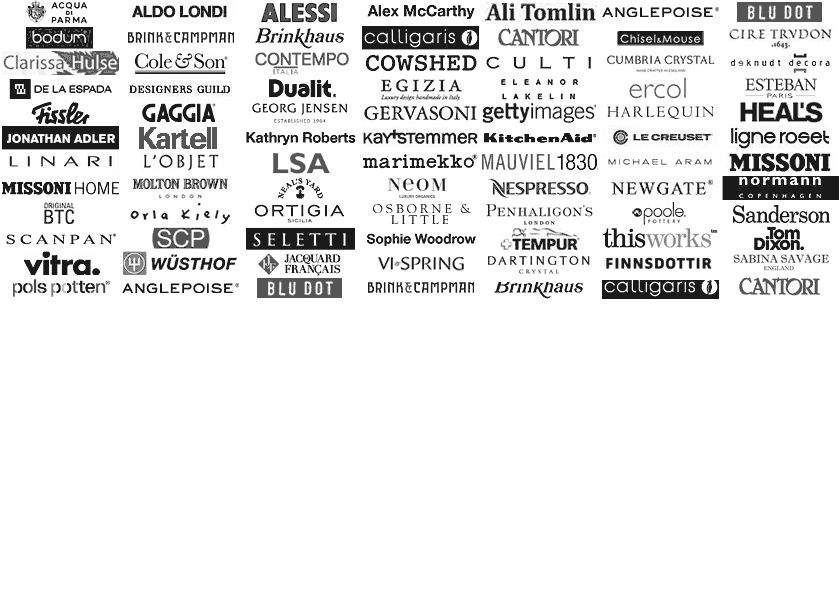 ACQUA DI PARMA
ALDO LONDI
ALESSI
Alex McCarthy
Ali Tomlin
ANGLEPOISE®
BLU DOT
bodum
BRINK&CAMPMAN
Brinkhaus
calligaris
CANTORI
Chisel&Mouse
CIRE TRVDON .1643.
Clarissa Hulse
Cole & Son®
CONTEMPO ITALIA
COWSHED
CULTI
CUMBRIA CRYSTAL HAND CRAFTED IN ENGLAND
deknudt decora
DE LA ESPADA
DESIGNERS GUILD
Dualit.
EGIZIA Luxury design handmade in Italy
ELEANOR LAKELIN
ercol
ESTEBAN PARIS
Fissler
GAGGIA®
GEORG JENSEN ESTABLISHED 1904
GERVASONI
gettyimages®
HARLEQUIN
HEAL'S
JONATHAN ADLER
Kartell
Kathryn Roberts
KAY+STEMMER
KitchenAid®
LE CREUSET
ligne roset
LINARI
L'OBJET
LSA
marimekko®
MAUVIEL1830
MICHAEL ARAM
MISSONI
MISSONI HOME
MOLTON BROWN LONDON
NEAL'S YARD
NEOM LUXURY ORGANICS
NESPRESSO
NEWGATE®
normann COPENHAGEN
ORIGINAL BTC
Orla Kiely
ORTIGIA SICILIA
OSBORNE & LITTLE
PENHALIGON'S LONDON
poole POTTERY
Sanderson
SCANPAN®
SCP
SELETTI
Sophie Woodrow
TEMPUR
thisworks™
Tom Dixon.
vitra.
WÜSTHOF
JACQUARD FRANÇAIS
VI·SPRING
DARTINGTON CRYSTAL
FINNSDOTTIR
SABINA SAVAGE ENGLAND
pols potten®
ANGLEPOISE®
BLU DOT
BRINK&CAMPMAN
Brinkhaus
calligaris
CANTORI